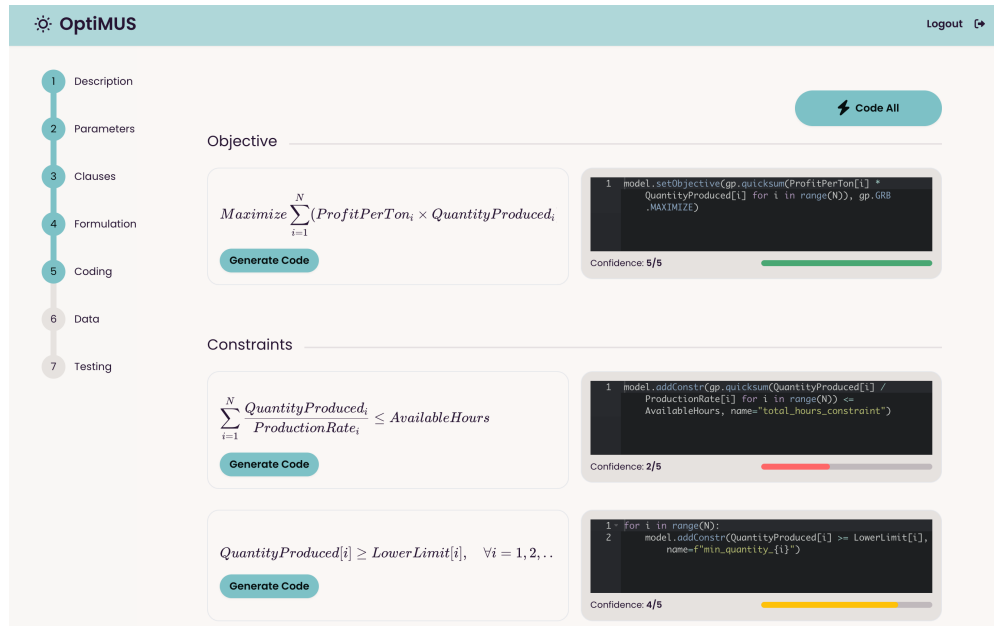 OptiMUS
Logout
1 Description
2 Parameters
3 Clauses
4 Formulation
5 Coding
6 Data
7 Testing
Code All
Objective
Maximize \sum_{i=1}^{N} (ProfitPerTon_i × QuantityProduced_i
Generate Code
1 model.setObjective(gp.quicksum(ProfitPerTon[i] *
QuantityProduced[i] for i in range(N)), gp.GRB
.MAXIMIZE)
Confidence: 5/5
Constraints
\sum_{i=1}^{N} \frac{QuantityProduced_i}{ProductionRate_i} ≤ AvailableHours
Generate Code
1 model.addConstr(gp.quicksum(QuantityProduced[i] /
ProductionRate[i] for i in range(N)) <=
AvailableHours, name="total_hours_constraint")
Confidence: 2/5
QuantityProduced[i] ≥ LowerLimit[i], ∀i = 1, 2, . .
Generate Code
1 for i in range(N):
2 model.addConstr(QuantityProduced[i] >= LowerLimit[i],
name=f"min_quantity_{i}")
Confidence: 4/5